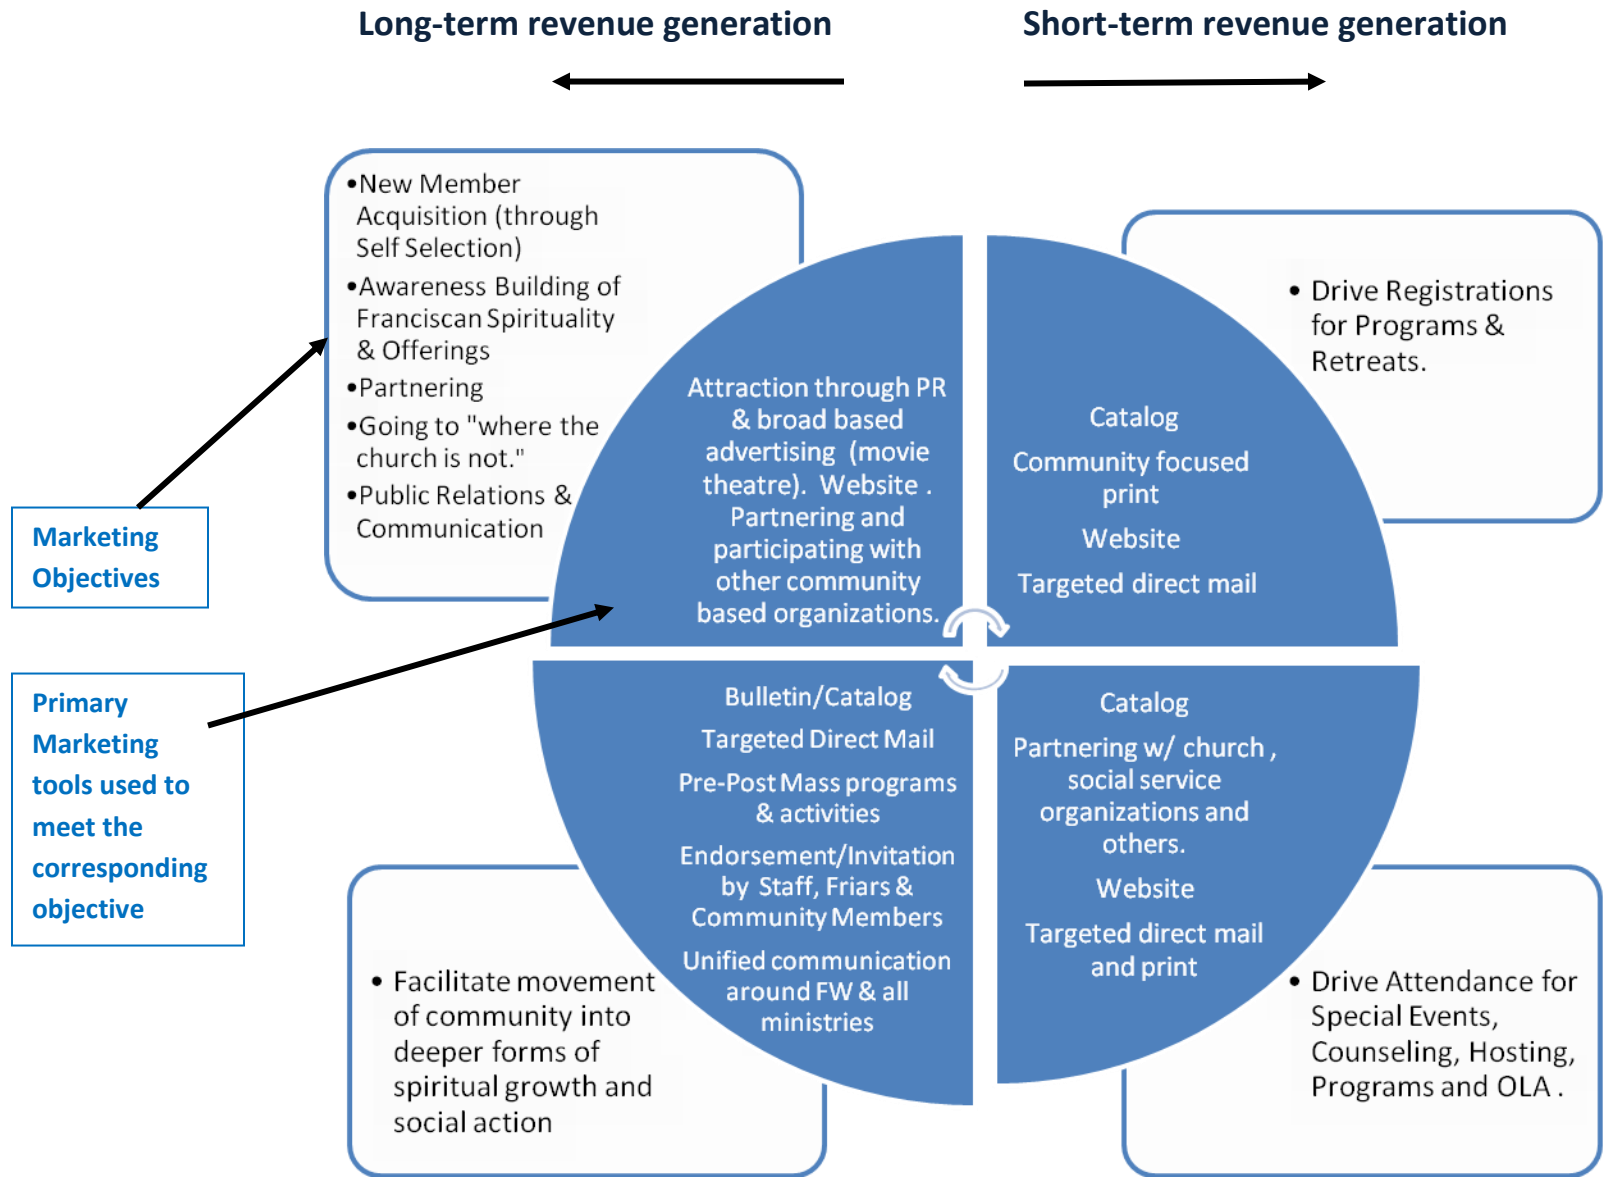 Long-term revenue generation
Short-term revenue generation
•New Member
Acquisition (through
Self Selection)
•Awareness Building of
Franciscan Spirituality
& Offerings
•Partnering
•Going to "where the
church is not."
•Public Relations &
Communication
Marketing
Objectives
Primary
Marketing
tools used to
meet the
corresponding
objective
Attraction through PR
& broad based
advertising (movie
theatre). Website .
Partnering and
participating with
other community
based organizations.
Catalog
Community focused
print
Website
Targeted direct mail
• Drive Registrations
for Programs &
Retreats.
Bulletin/Catalog
Targeted Direct Mail
Pre-Post Mass programs
& activities
Endorsement/Invitation
by Staff, Friars &
Community Members
Unified communication
around FW & all
ministries
Catalog
Partnering w/ church ,
social service
organizations and
others.
Website
Targeted direct mail
and print
• Facilitate movement
of community into
deeper forms of
spiritual growth and
social action
• Drive Attendance for
Special Events,
Counseling, Hosting,
Programs and OLA .